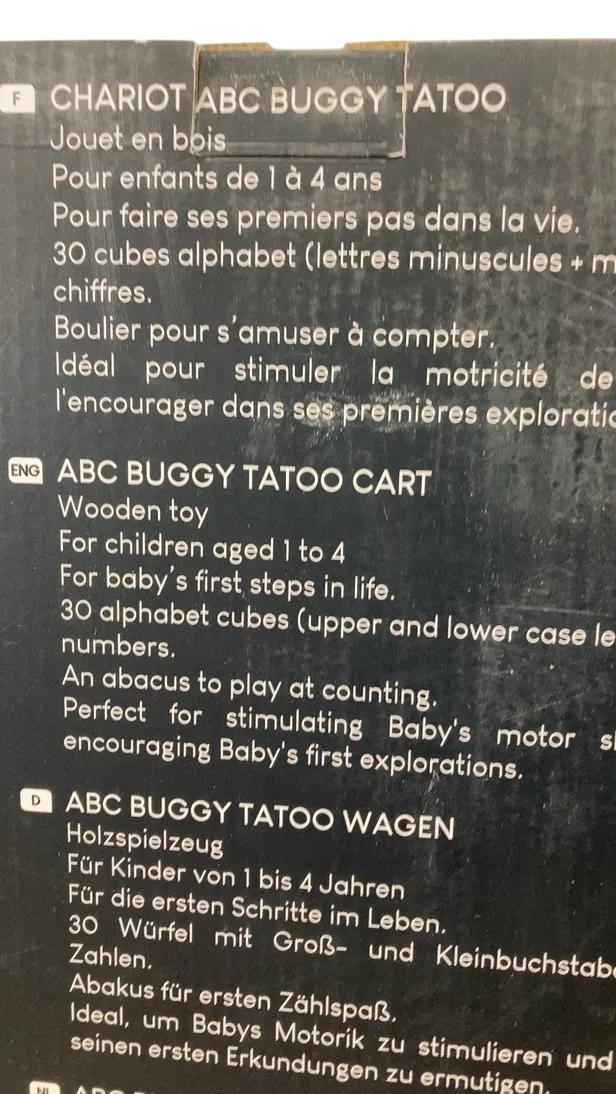 F CHARIOT ABC BUGGY TATOO
Jouet en bois
Pour enfants de 1 à 4 ans
Pour faire ses premiers pas dans la vie.
30 cubes alphabet (lettres minuscules + m
chiffres.
Boulier pour s'amuser à compter.
Idéal pour stimuler la motricité de
l'encourager dans ses premières exploratio
ENG ABC BUGGY TATOO CART
Wooden toy
For children aged 1 to 4
For baby's first steps in life.
30 alphabet cubes (upper and lower case le
numbers.
An abacus to play at counting.
Perfect for stimulating Baby's motor s
encouraging Baby's first explorations.
D ABC BUGGY TATOO WAGEN
Holzspielzeug
Für Kinder von 1 bis 4 Jahren
Für die ersten Schritte im Leben.
30 Würfel mit Groß- und Kleinbuchstab
Zahlen.
Abakus für ersten Zählspaß.
Ideal, um Babys Motorik zu stimulieren und
seinen ersten Erkundungen zu ermutigen.
NL ABC